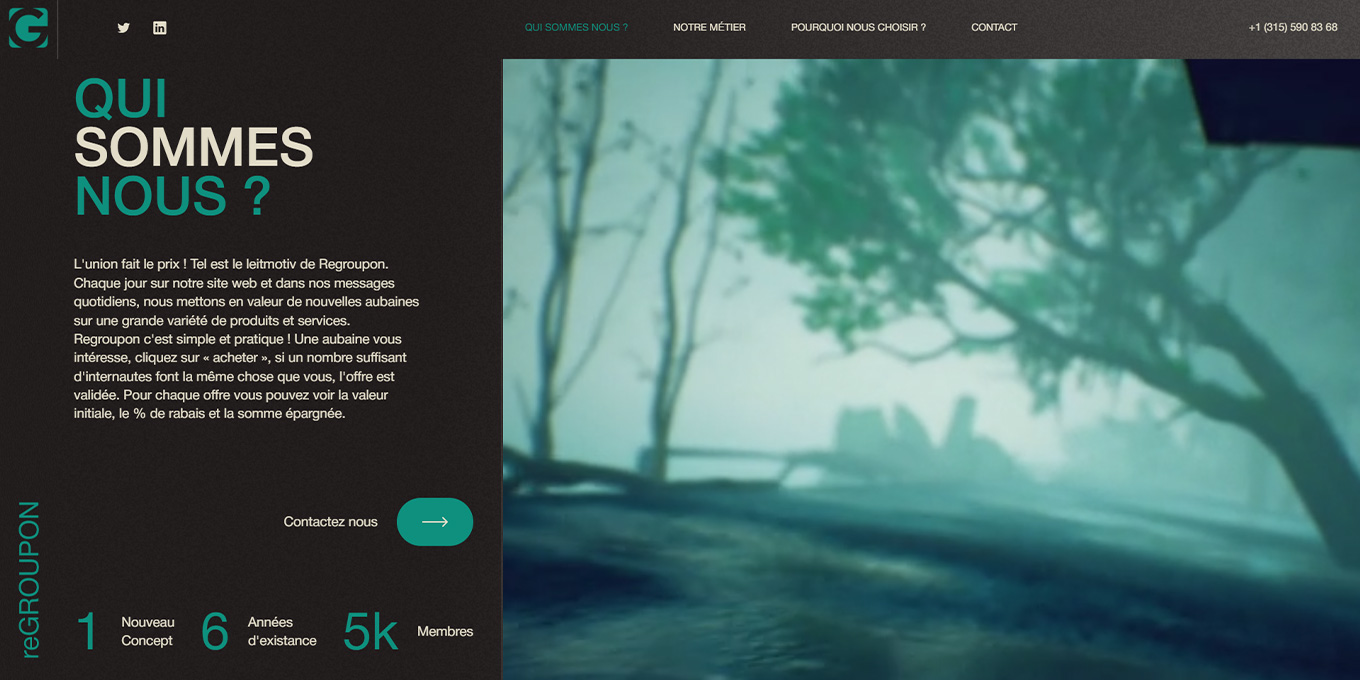 G
QUI SOMMES NOUS ?
NOTRE MÉTIER
POURQUOI NOUS CHOISIR ?
CONTACT
+1 (315) 590 83 68
QUI
SOMMES
NOUS ?
L'union fait le prix ! Tel est le leitmotiv de Regroupon.
Chaque jour sur notre site web et dans nos messages
quotidiens, nous mettons en valeur de nouvelles aubaines
sur une grande variété de produits et services.
Regroupon c'est simple et pratique ! Une aubaine vous
intéresse, cliquez sur « acheter », si un nombre suffisant
d'internautes font la même chose que vous, l'offre est
validée. Pour chaque offre vous pouvez voir la valeur
initiale, le % de rabais et la somme épargnée.
Contactez nous
reGROUPON
1
Nouveau
Concept
6
Années
d'existance
5k
Membres